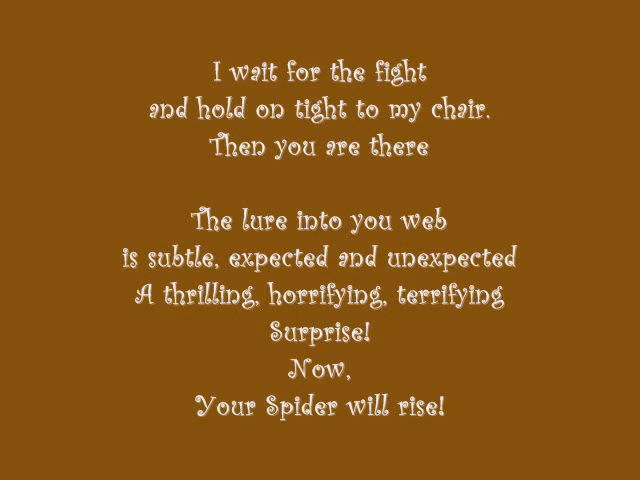 I wait for the fight
and hold on tight to my chair.
Then you are there
The lure into you web
is subtle, expected and unexpected
A thrilling, horrifying, terrifying
Surprise!
Now,
Your Spider will rise!